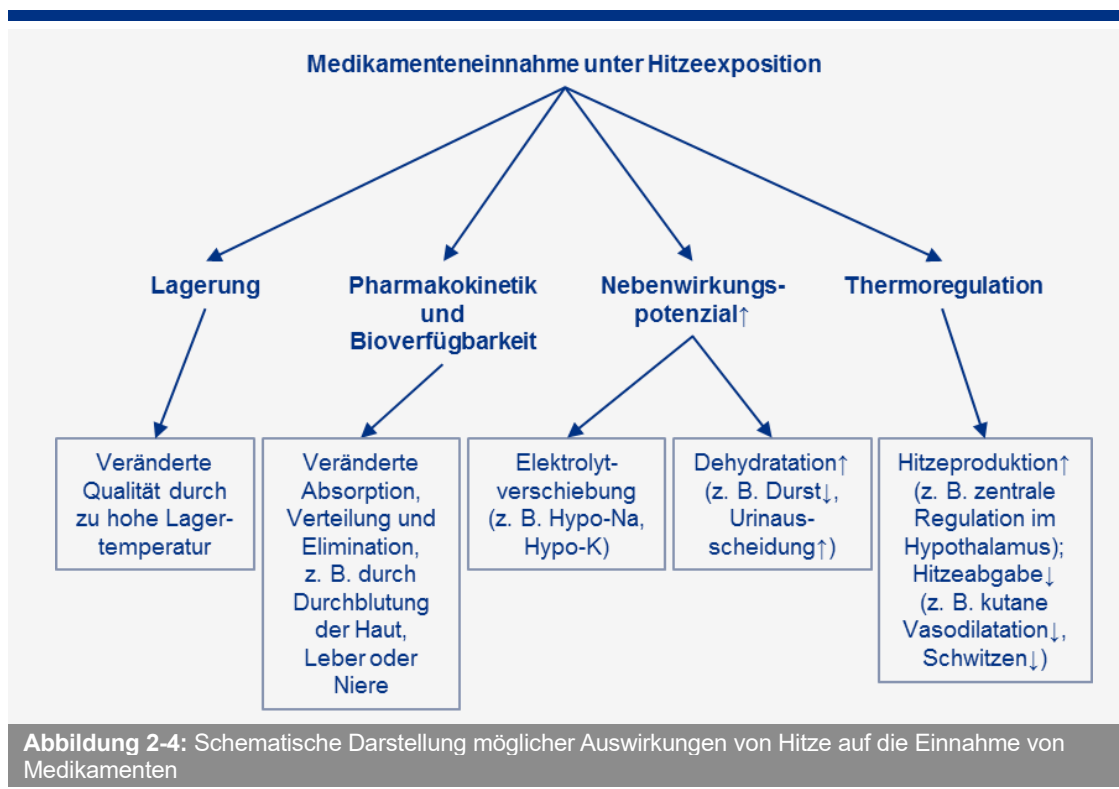 Medikamenteneinnahme unter Hitzeexposition
Lagerung
Pharmakokinetik
und
Bioverfügbarkeit
Nebenwirkungs-
potenzial↑
Thermoregulation
Veränderte
Qualität durch
zu hohe Lager-
temperatur
Veränderte
Absorption,
Verteilung und
Elimination,
z. B. durch
Durchblutung
der Haut,
Leber oder
Niere
Elektrolyt-
verschiebung
(z. B. Hypo-Na,
Hypo-K)
Dehydratation↑
(z. B. Durst↓,
Urinaus-
scheidung↑)
Hitzeproduktion↑
(z. B. zentrale
Regulation im
Hypothalamus);
Hitzeabgabe↓
(z. B. kutane
Vasodilatation↓,
Schwitzen↓)
Abbildung 2-4: Schematische Darstellung möglicher Auswirkungen von Hitze auf die Einnahme von
Medikamenten